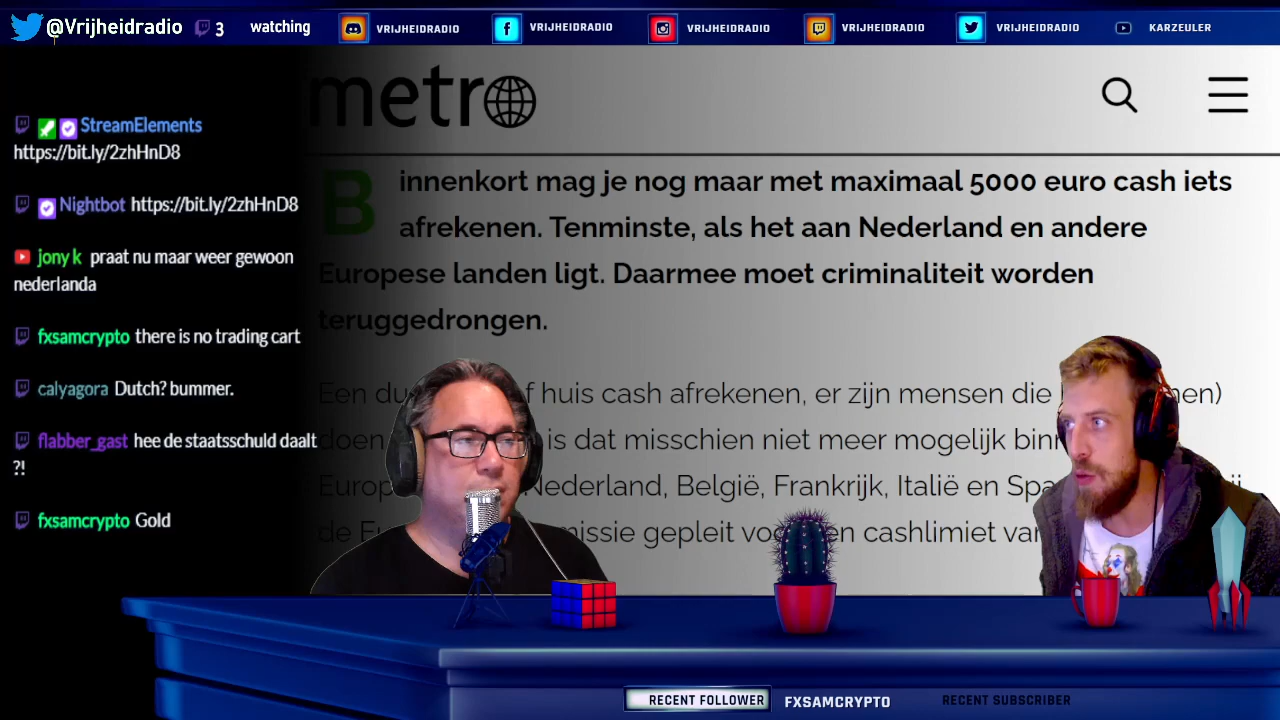 @Vrijheidradio 3 watching VRIJHEIDRADIO VRIJHEIDRADIO VRIJHEIDRADIO VRIJHEIDRADIO VRIJHEIDRADIO KARZEULER
metro
StreamElements
https://bit.ly/2zhHnD8
Nightbot https://bit.ly/2zhHnD8
jony k praat nu maar weer gewoon
nederlanda
fxsamcrypto there is no trading cart
calyagora Dutch? bummer.
flabber_gast hee de staatsschuld daalt
?!
fxsamcrypto Gold
Binnenkort mag je nog maar met maximaal 5000 euro cash iets
afrekenen. Tenminste, als het aan Nederland en andere
Europese landen ligt. Daarmee moet criminaliteit worden
teruggedrongen.
Een huis cash afrekenen, er zijn mensen die
doen is dat misschien niet meer mogelijk
Nederland, België, Frankrijk, Italië en
de gepleit cashlimiet
RECENT FOLLOWER FXSAMCRYPTO RECENT SUBSCRIBER